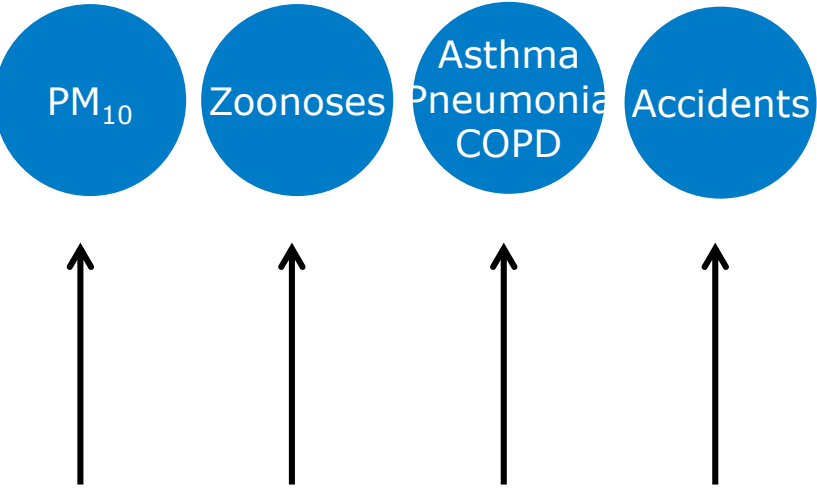 PM₁₀
Zoonoses
Asthma
Pneumonia
COPD
Accidents